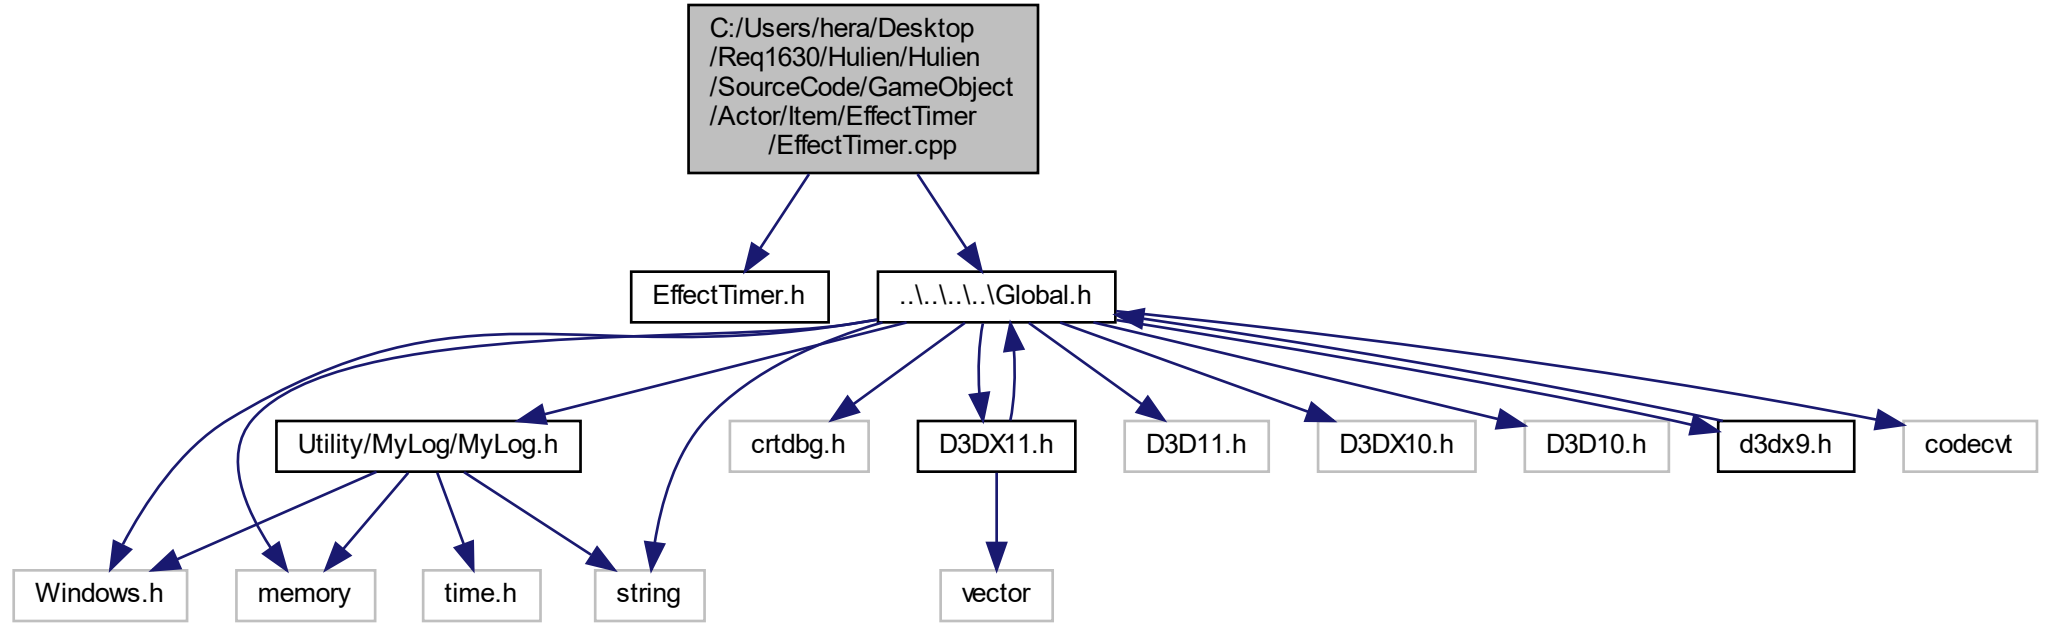 C:/Users/hera/Desktop
/Req1630/Hulien/Hulien
/SourceCode/GameObject
/Actor/Item/EffectTimer
/EffectTimer.cpp
EffectTimer.h
..\..\..\..\Global.h
Utility/MyLog/MyLog.h
crtdbg.h
D3DX11.h
D3D11.h
D3DX10.h
D3D10.h
d3dx9.h
codecvt
Windows.h
memory
time.h
string
vector